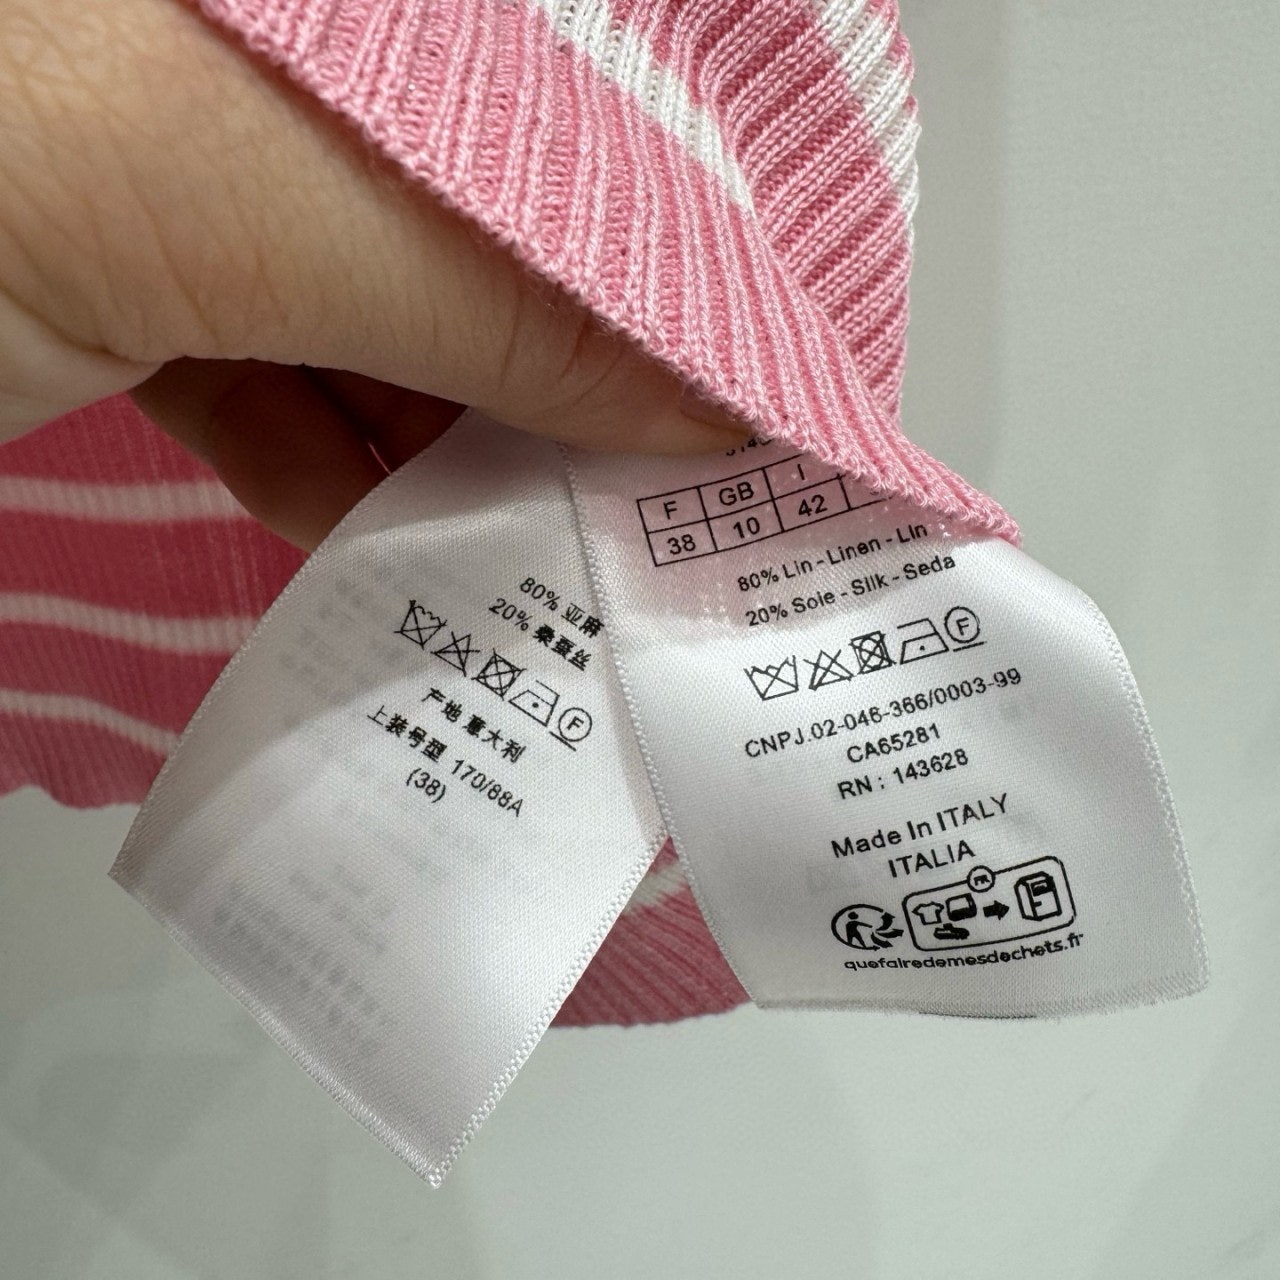 80% 亚麻
20% 桑蚕丝
F
产地 意大利
上装号型 170/88A
(38)
F GB I
38 10 42
80% Lin - Linen - Lin
20% Soie - Silk - Seda
F
CNPJ.02-046-366/0003-99
CA65281
RN : 143628
Made In ITALY
ITALIA
FR
quefairedemesdechets.fr